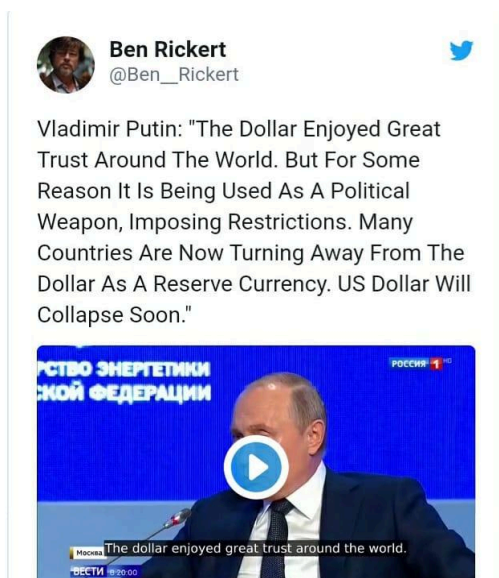 Ben Rickert
@Ben__Rickert
Vladimir Putin: "The Dollar Enjoyed Great
Trust Around The World. But For Some
Reason It Is Being Used As A Political
Weapon, Imposing Restrictions. Many
Countries Are Now Turning Away From The
Dollar As A Reserve Currency. US Dollar Will
Collapse Soon."
РСТВО ЭНЕРГЕТИКИ
КОЙ ФЕДЕРАЦИИ
РОССИЯ 1 HD
Москва
The dollar enjoyed great trust around the world.
ВЕСТИ